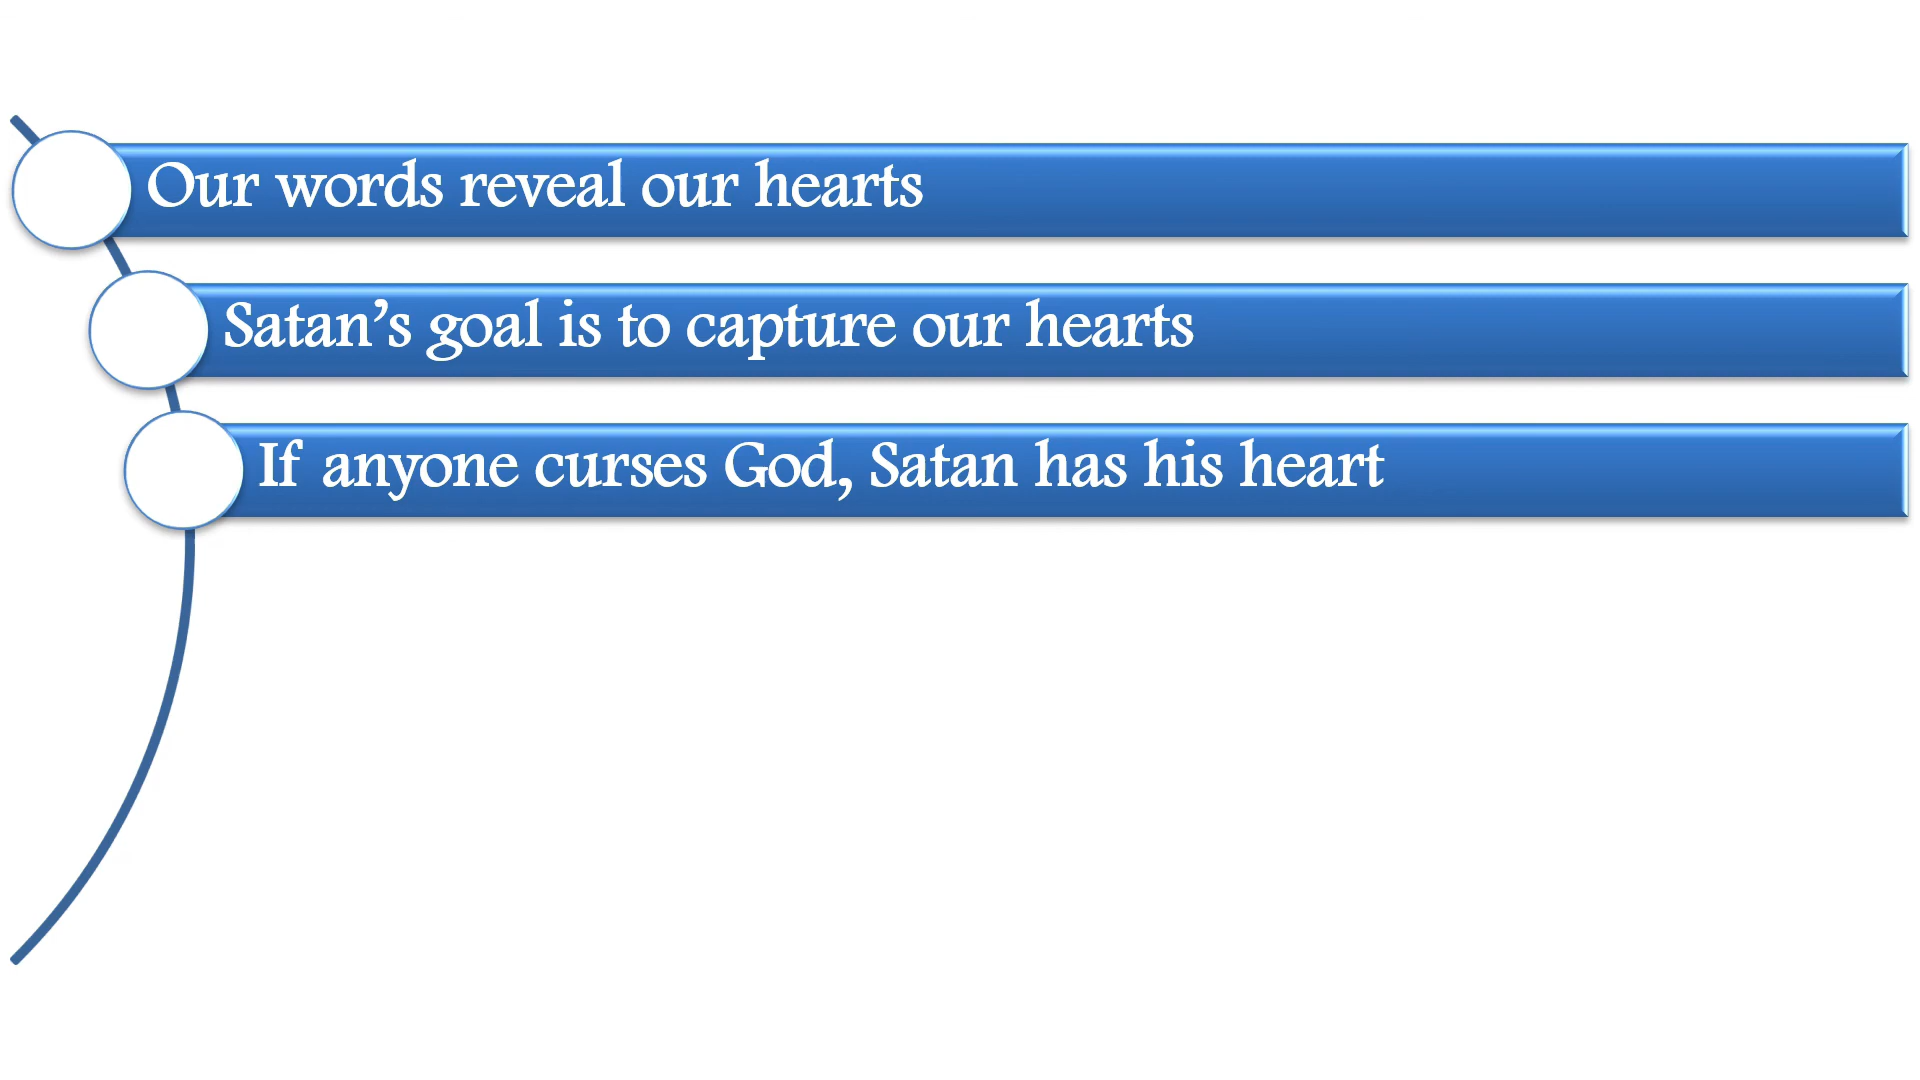 Our words reveal our hearts
Satan’s goal is to capture our hearts
If anyone curses God, Satan has his heart